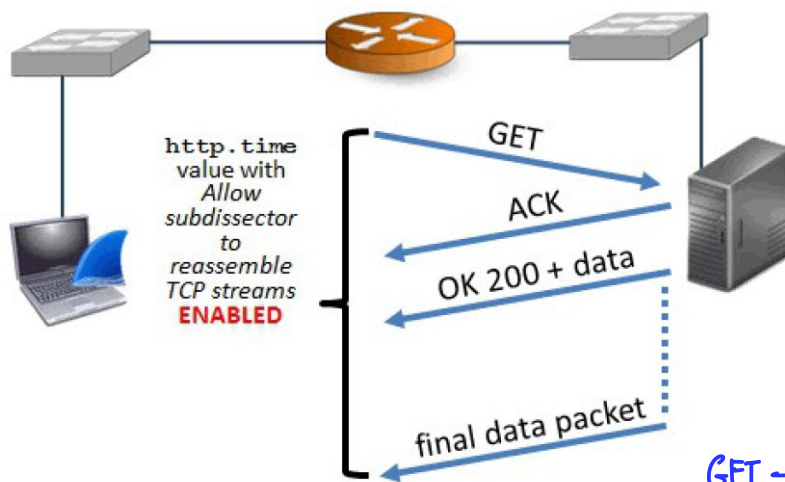 http.time
value with
Allow
subdissector
to
reassemble
TCP streams
ENABLED
GET
ACK
OK 200 + data
final data packet
GET -